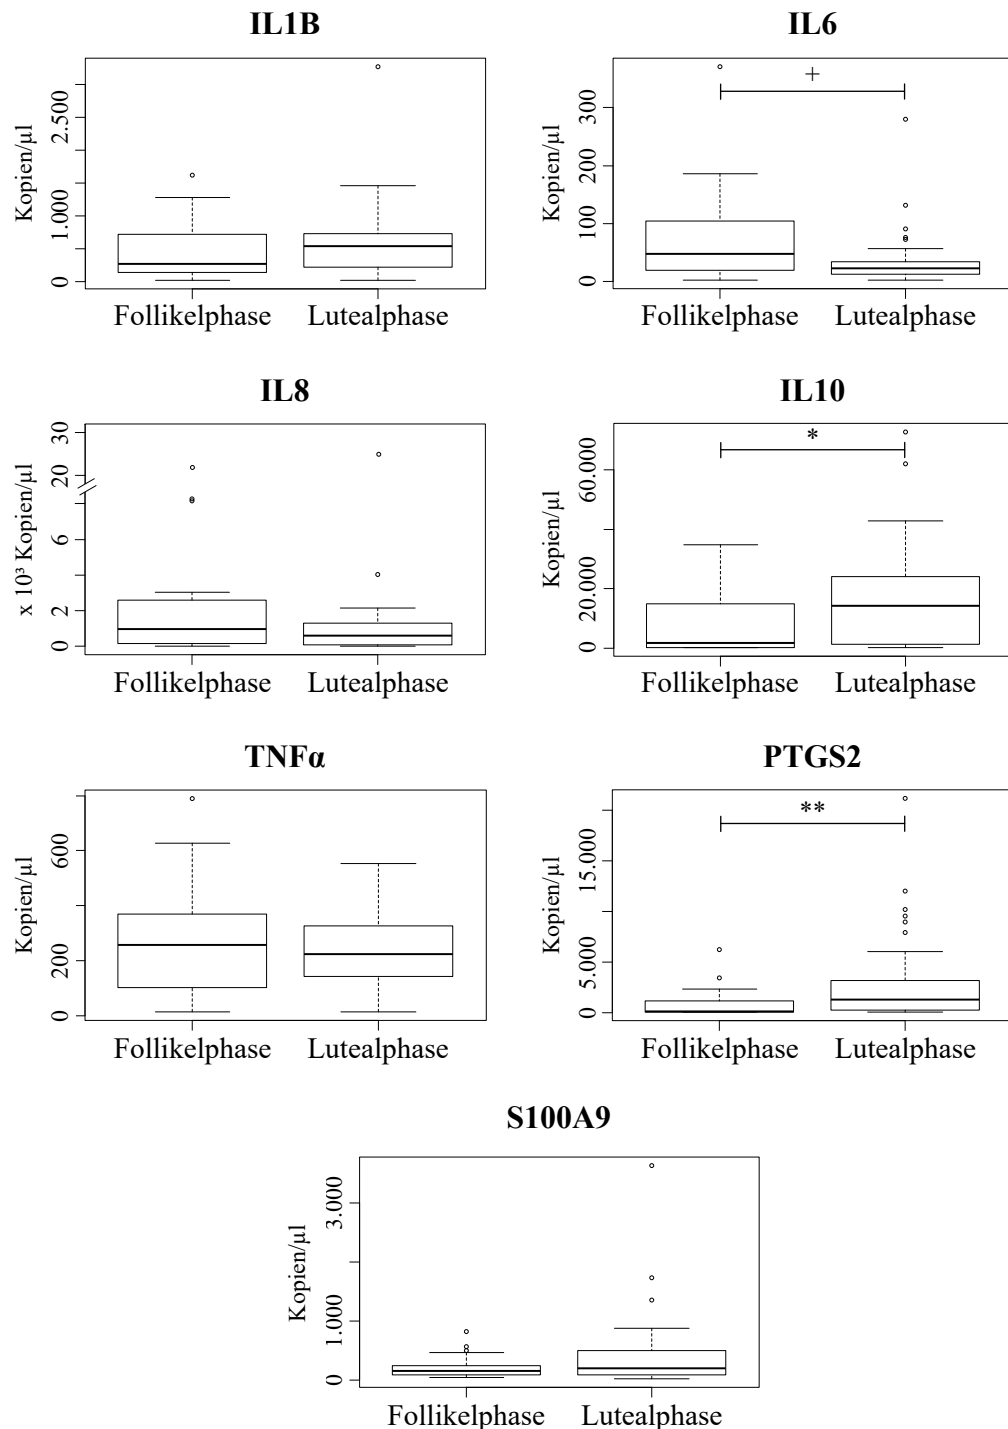 IL1B
Kopien/µl
2.500
1.000
0
Follikelphase Lutealphase
IL6
Kopien/µl
300
200
100
0
+
Follikelphase Lutealphase
IL8
x 10³ Kopien/µl
30
20
6
2
0
Follikelphase Lutealphase
IL10
Kopien/µl
60.000
20.000
0
*
Follikelphase Lutealphase
TNFα
Kopien/µl
600
200
0
Follikelphase Lutealphase
PTGS2
Kopien/µl
15.000
5.000
0
**
Follikelphase Lutealphase
S100A9
Kopien/µl
3.000
1.000
0
Follikelphase Lutealphase